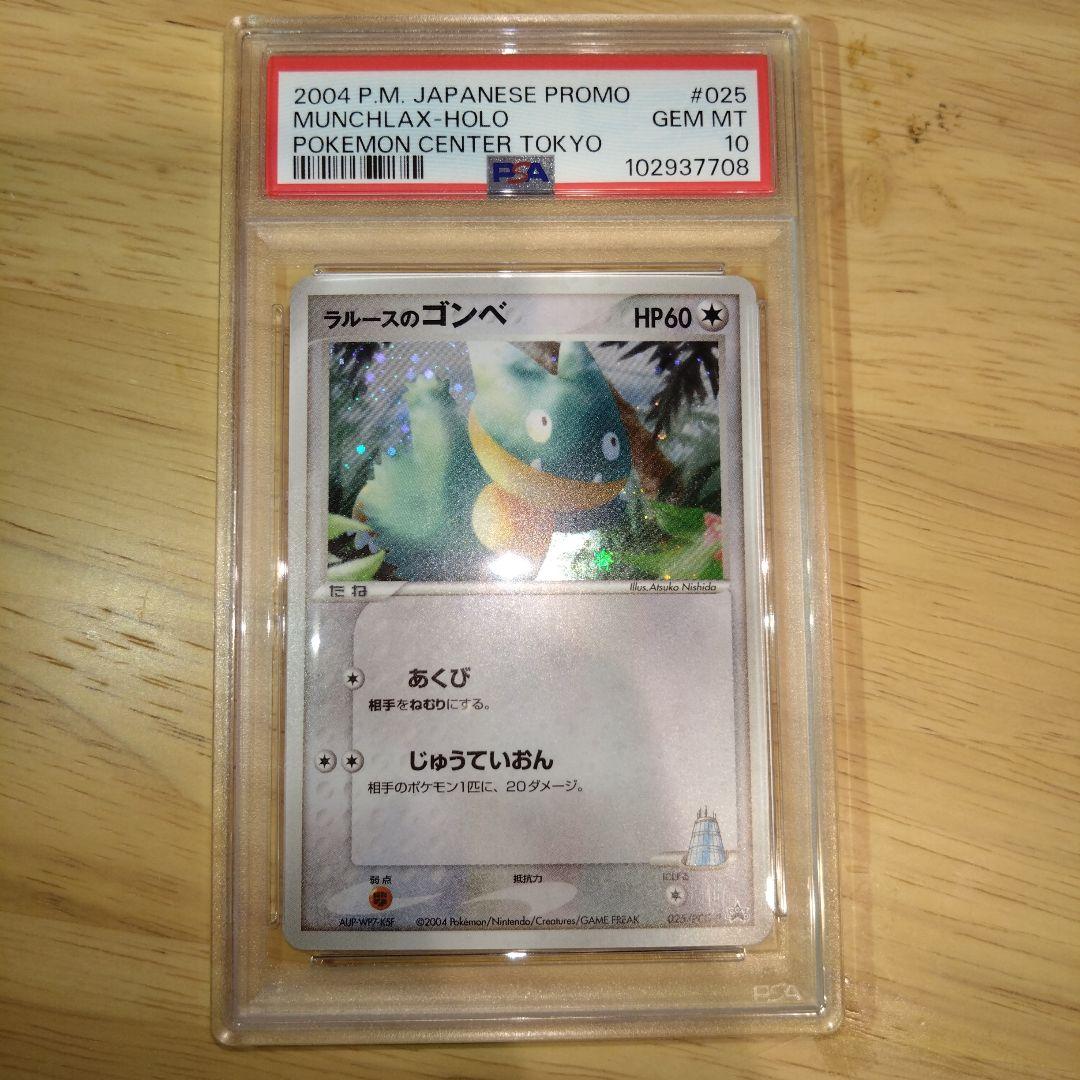 2004 P.M. JAPANESE PROMO #025
MUNCHLAX-HOLO GEM MT
POKEMON CENTER TOKYO 10
PSA 102937708
ラルースのゴンベ HP60
たね Illus. Atsuko Nishida
あくび
相手をねむりにする。
じゅうていおん
相手のポケモン1匹に、20ダメージ。
弱点 抵抗力 にげる
AUP-WP7-K5F ©2004 Pokémon/Nintendo/Creatures/GAME FREAK
PSA